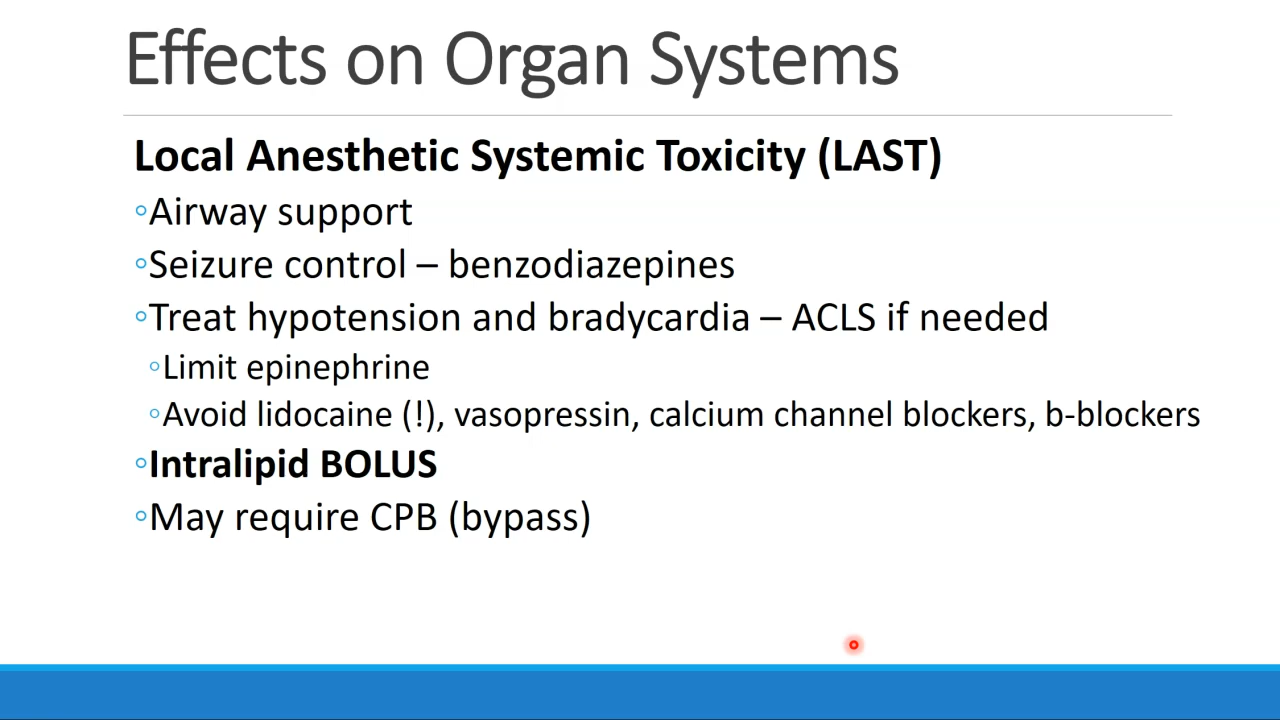 Effects on Organ Systems
Local Anesthetic Systemic Toxicity (LAST)
◦Airway support
◦Seizure control – benzodiazepines
◦Treat hypotension and bradycardia – ACLS if needed
◦Limit epinephrine
◦Avoid lidocaine (!), vasopressin, calcium channel blockers, b-blockers
◦Intralipid BOLUS
◦May require CPB (bypass)